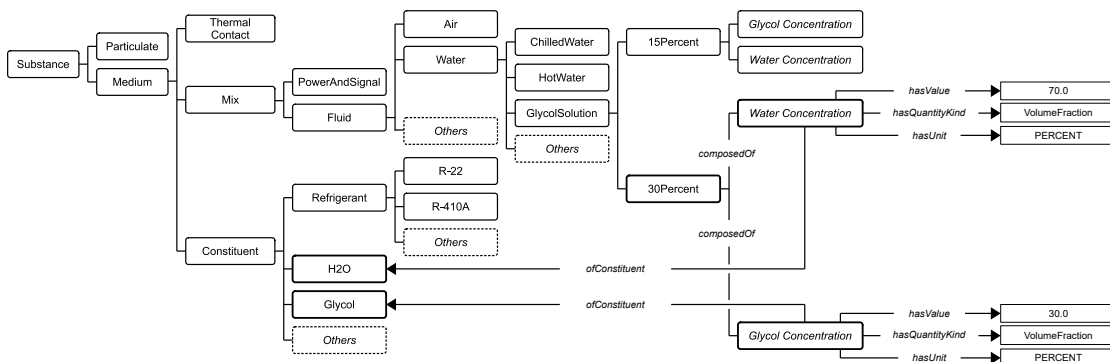 Substance
Particulate
Medium
Thermal
Contact
Mix
Constituent
PowerAndSignal
Fluid
Refrigerant
H2O
Glycol
Others
Air
Water
Others
R-22
R-410A
Others
ChilledWater
HotWater
GlycolSolution
Others
15Percent
30Percent
Glycol Concentration
Water Concentration
composedOf
composedOf
Water Concentration
hasValue
70.0
hasQuantityKind
VolumeFraction
hasUnit
PERCENT
ofConstituent
ofConstituent
Glycol Concentration
hasValue
30.0
hasQuantityKind
VolumeFraction
hasUnit
PERCENT